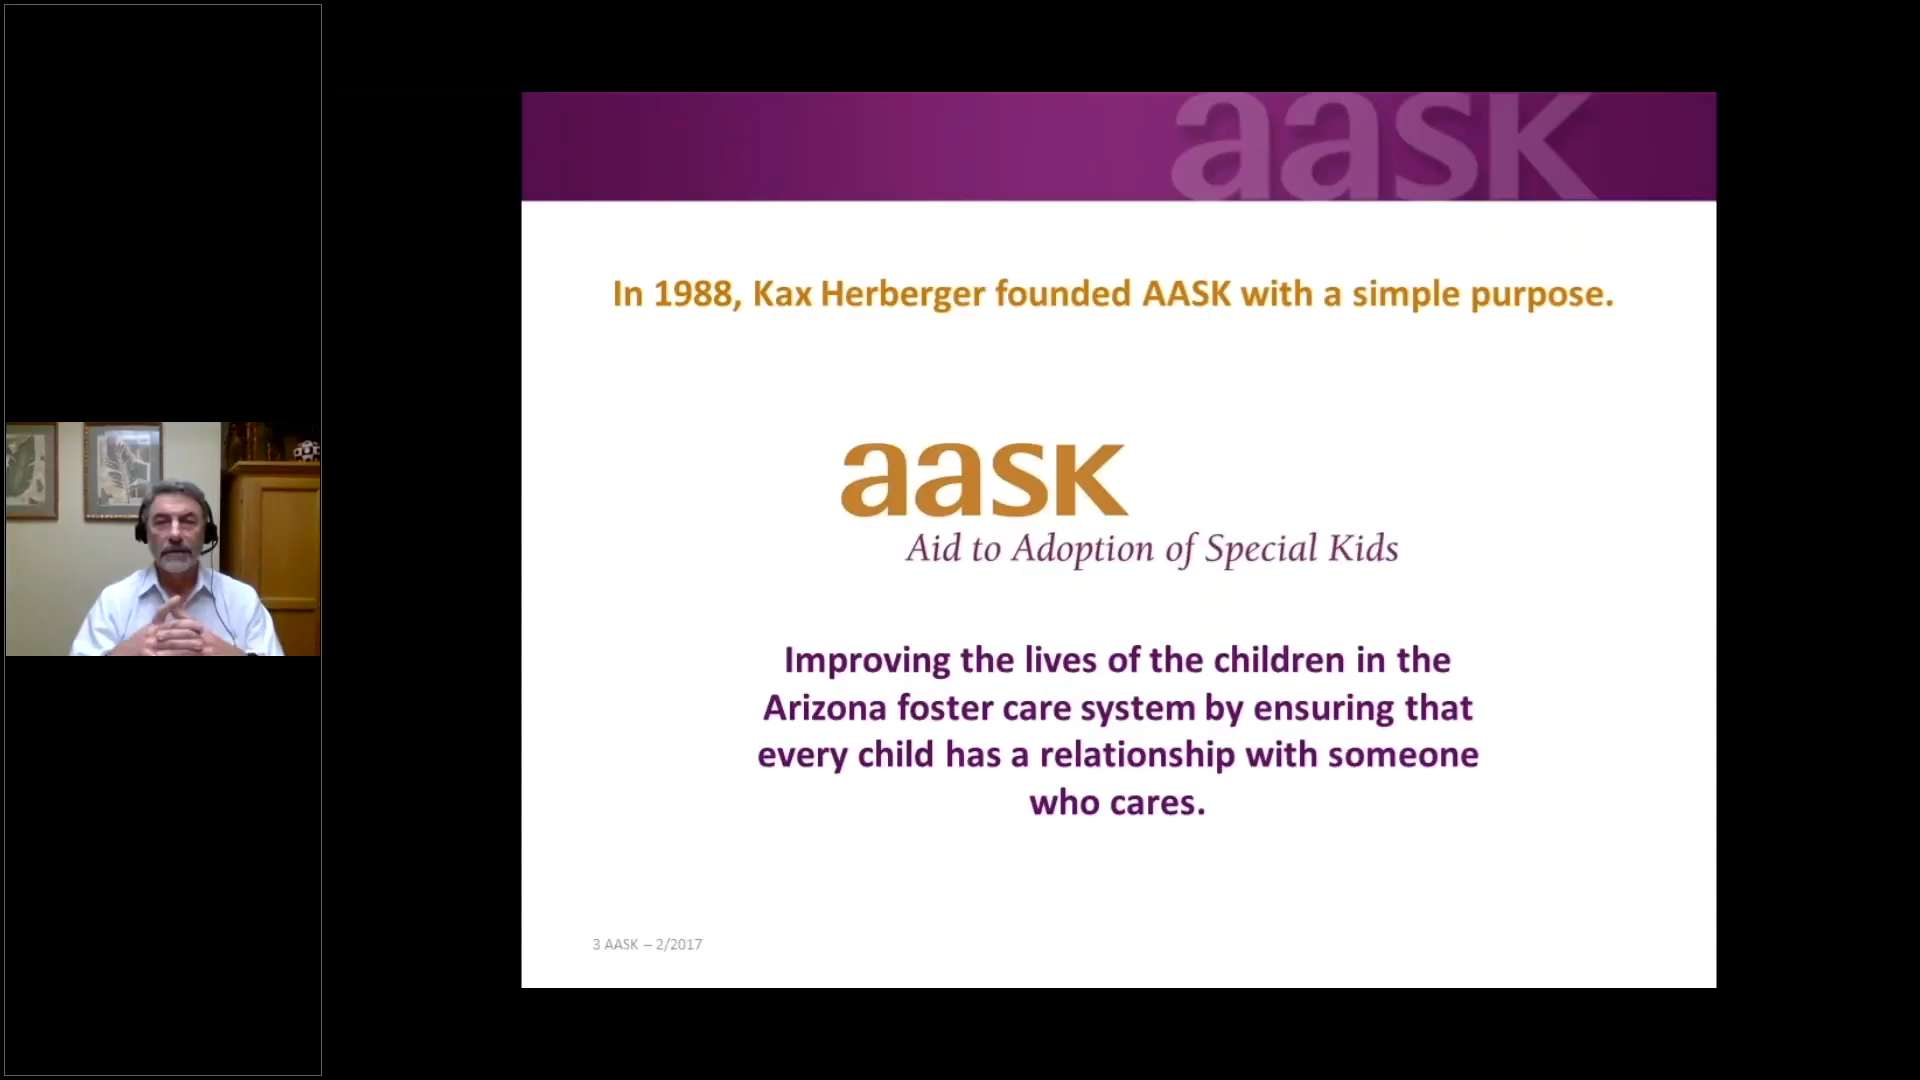 aask
In 1988, Kax Herberger founded AASK with a simple purpose.
aask
Aid to Adoption of Special Kids
Improving the lives of the children in the
Arizona foster care system by ensuring that
every child has a relationship with someone
who cares.
3 AASK – 2/2017